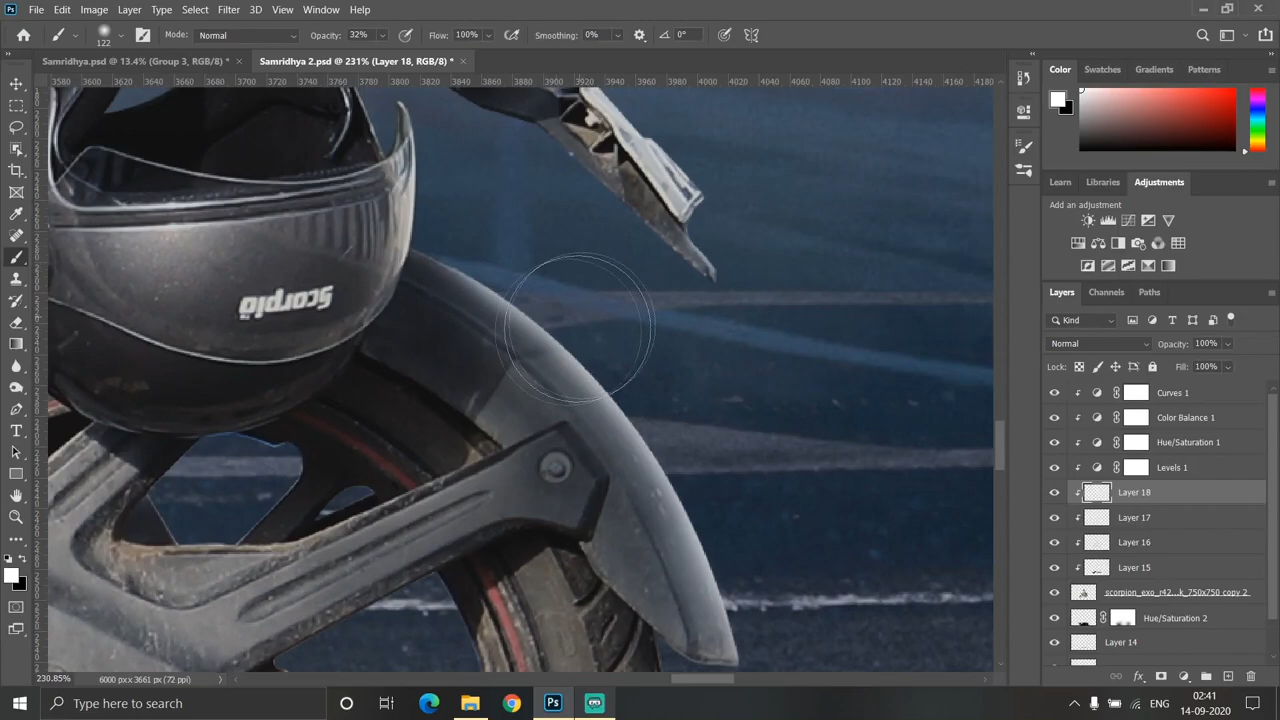 File Edit Image Layer Type Select Filter 3D View Window Help
122 Mode: Normal Opacity: 32% Flow: 100% Smoothing: 0% 0°
Samridhya.psd @ 13.4% (Group 3, RGB/8) * × Samridhya 2.psd @ 231% (Layer 18, RGB/8) * ×
3580 3600 3620 3640 3660 3680 3700 3720 3740 3760 3780 3800 3820 3840 3860 3880 3900 3920 3940 3960 3980 4000 4020 4040 4060 4080 4100 4120 4140 4160 4180
Color Swatches Gradients Patterns
Learn Libraries Adjustments
Add an adjustment
Scorpio
Layers Channels Paths
Kind
Normal Opacity: 100%
Lock: Fill: 100%
Curves 1
Color Balance 1
Hue/Saturation 1
Levels 1
Layer 18
Layer 17
Layer 16
Layer 15
scorpion_exo_r42...k_750x750 copy 2
Hue/Saturation 2
Layer 14
230.85% 6000 px x 3661 px (72 ppi)
Type here to search
ENG
02:41
14-09-2020